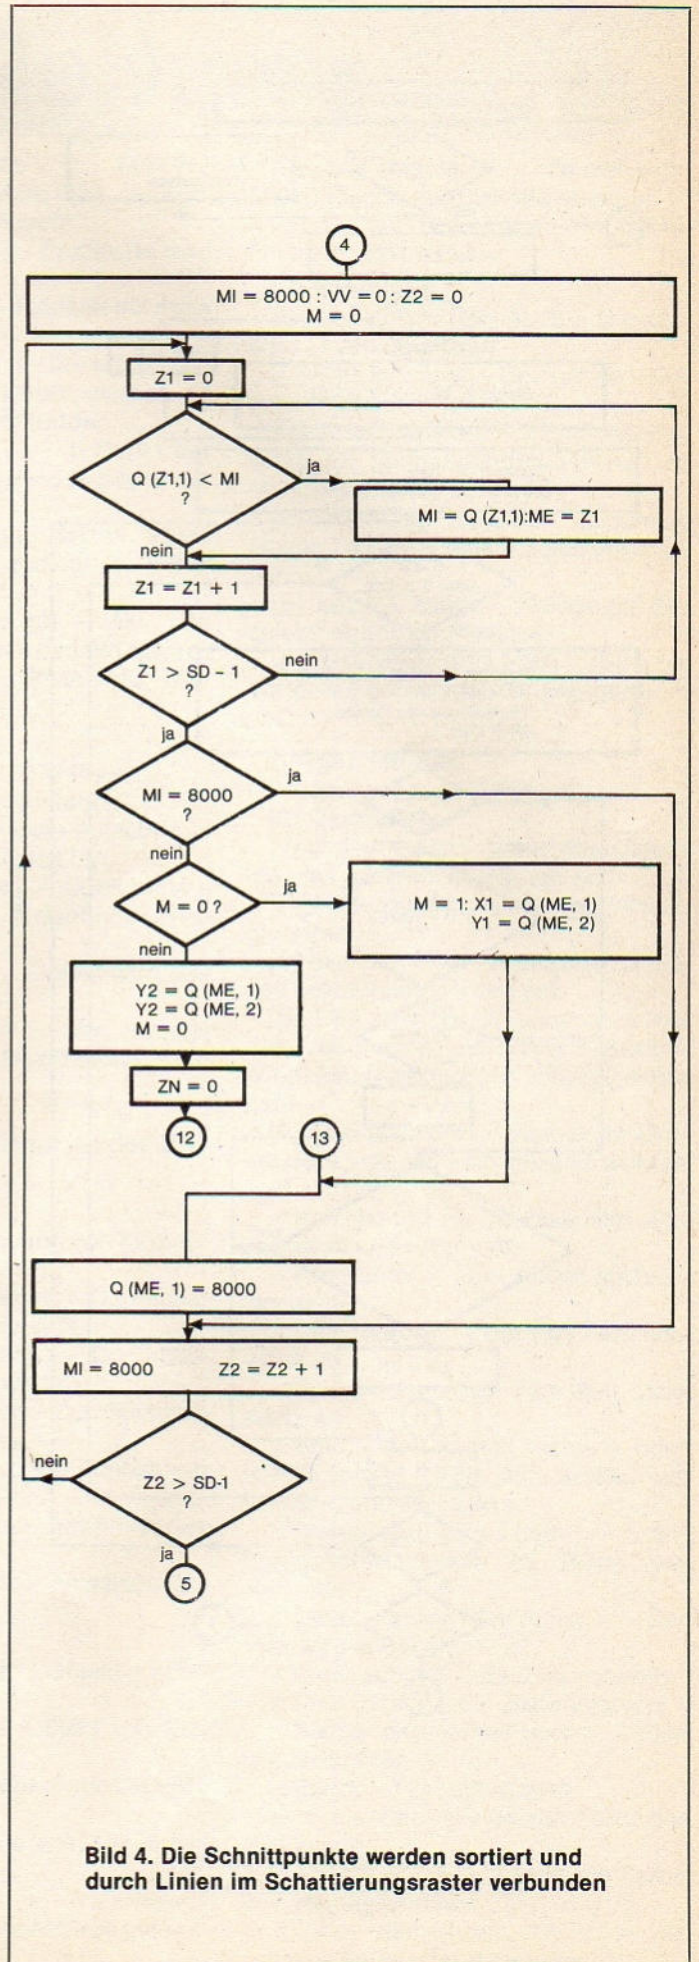 4
MI = 8000 : VV = 0 : Z2 = 0
M = 0
Z1 = 0
Q (Z1,1) < MI
?
ja
MI = Q (Z1,1):ME = Z1
nein
Z1 = Z1 + 1
Z1 > SD – 1
?
nein
ja
MI = 8000
?
ja
nein
M = 0 ?
ja
M = 1: X1 = Q (ME, 1)
Y1 = Q (ME, 2)
nein
Y2 = Q (ME, 1)
Y2 = Q (ME, 2)
M = 0
ZN = 0
12
13
Q (ME, 1) = 8000
MI = 8000 Z2 = Z2 + 1
nein
Z2 > SD-1
?
ja
5
Bild 4. Die Schnittpunkte werden sortiert und
durch Linien im Schattierungsraster verbunden